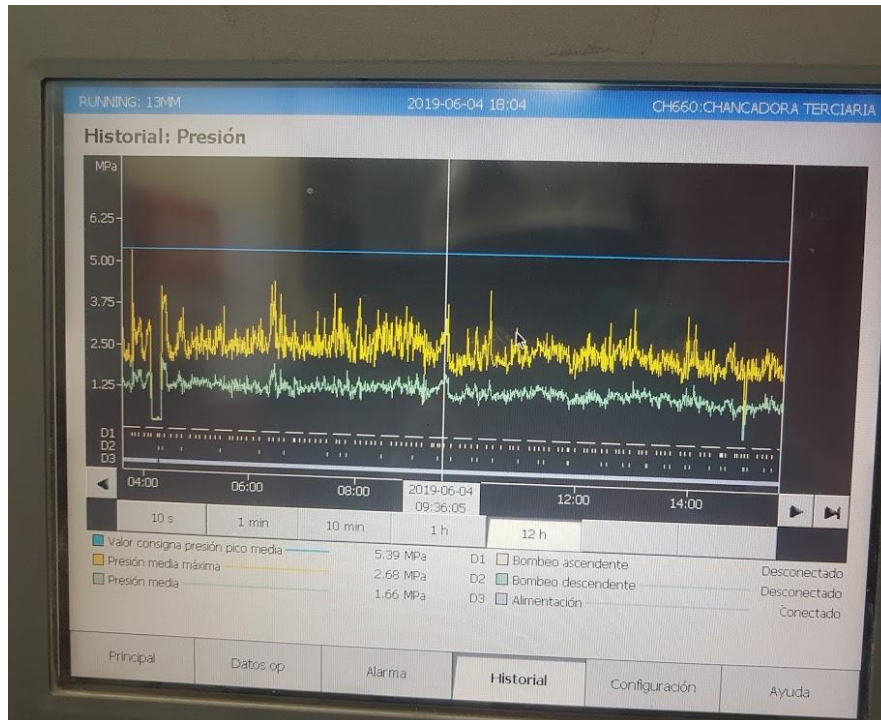 RUNNING: 13MM 2019-06-04 18:04 CH660:CHANCADORA TERCIARIA
Historial: Presión
MPa
6.25
5.00
3.75
2.50
1.25
D1
D2
D3
04:00 06:00 08:00 2019-06-04 09:36:05 12:00 14:00
10 s 1 min 10 min 1 h 12 h
Valor consigna presión pico media 5.39 MPa D1 Bombeo ascendente Desconectado
Presión media máxima 2.68 MPa D2 Bombeo descendente Desconectado
Presión media 1.66 MPa D3 Alimentación Conectado
Principal Datos op Alarma Historial Configuración Ayuda